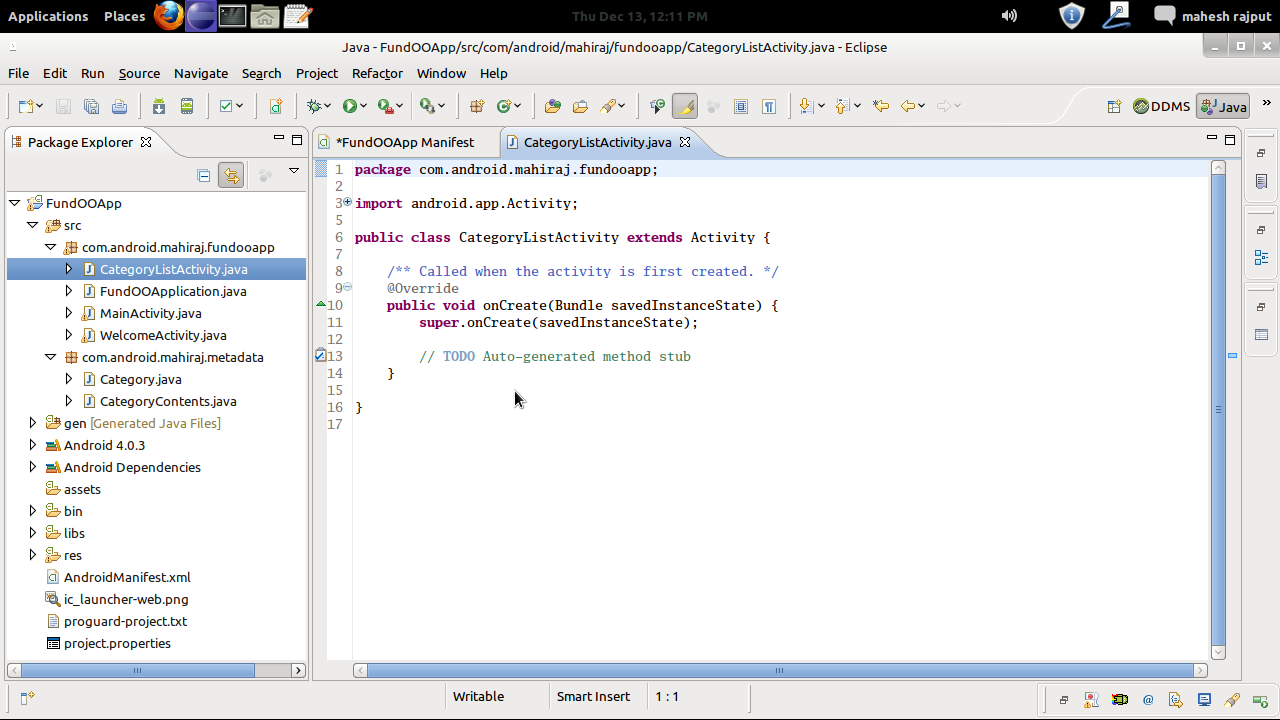 Applications Places Thu Dec 13, 12:11 PM mahesh rajput
Java - FundOOApp/src/com/android/mahiraj/fundooapp/CategoryListActivity.java - Eclipse
File Edit Run Source Navigate Search Project Refactor Window Help
DDMS Java »
Package Explorer
*FundOOApp Manifest CategoryListActivity.java
FundOOApp
src
com.android.mahiraj.fundooapp
CategoryListActivity.java
FundOOApplication.java
MainActivity.java
WelcomeActivity.java
com.android.mahiraj.metadata
Category.java
CategoryContents.java
gen [Generated Java Files]
Android 4.0.3
Android Dependencies
assets
bin
libs
res
AndroidManifest.xml
ic_launcher-web.png
proguard-project.txt
project.properties
1 package com.android.mahiraj.fundooapp;
2
3 import android.app.Activity;
5
6 public class CategoryListActivity extends Activity {
7
8 /** Called when the activity is first created. */
9 @Override
10 public void onCreate(Bundle savedInstanceState) {
11 super.onCreate(savedInstanceState);
12
13 // TODO Auto-generated method stub
14 }
15
16 }
17
Writable Smart Insert 1 : 1